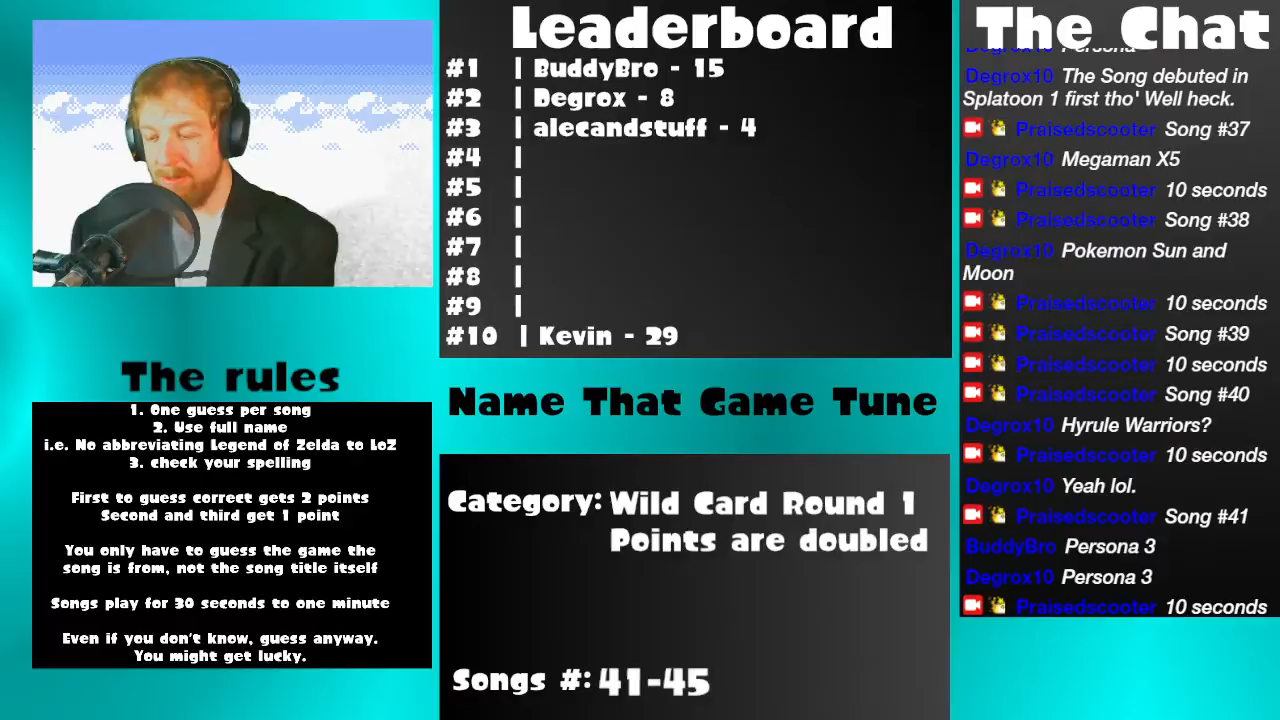 Leaderboard
#1 | BuddyBro - 15
#2 | Degrox - 8
#3 | alecandstuff - 4
#4 |
#5 |
#6 |
#7 |
#8 |
#9 |
#10 | Kevin - 29
The rules
1. One guess per song
2. Use full name
i.e. No abbreviating Legend of Zelda to LoZ
3. check your spelling
First to guess correct gets 2 points
Second and third get 1 point
You only have to guess the game the
song is from, not the song title itself
Songs play for 30 seconds to one minute
Even if you don't know, guess anyway.
You might get lucky.
Name That Game Tune
Category: Wild Card Round 1
Points are doubled
Songs #: 41-45
The Chat
Degrox10 Persona
Degrox10 The Song debuted in
Splatoon 1 first tho' Well heck.
Praisedscooter Song #37
Degrox10 Megaman X5
Praisedscooter 10 seconds
Praisedscooter Song #38
Degrox10 Pokemon Sun and
Moon
Praisedscooter 10 seconds
Praisedscooter Song #39
Praisedscooter 10 seconds
Praisedscooter Song #40
Degrox10 Hyrule Warriors?
Praisedscooter 10 seconds
Degrox10 Yeah lol.
Praisedscooter Song #41
BuddyBro Persona 3
Degrox10 Persona 3
Praisedscooter 10 seconds